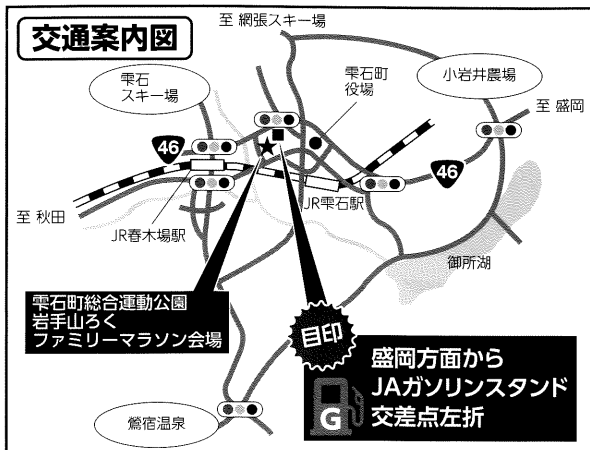 交通案内図
至 網張スキー場
雫石
スキー場
雫石町
役場
小岩井農場
至 盛岡
46
46
至 秋田
JR春木場駅
JR雫石駅
御所湖
雫石町総合運動公園
岩手山ろく
ファミリーマラソン会場
目印
盛岡方面から
JAガソリンスタンド
交差点左折
G
鶯宿温泉